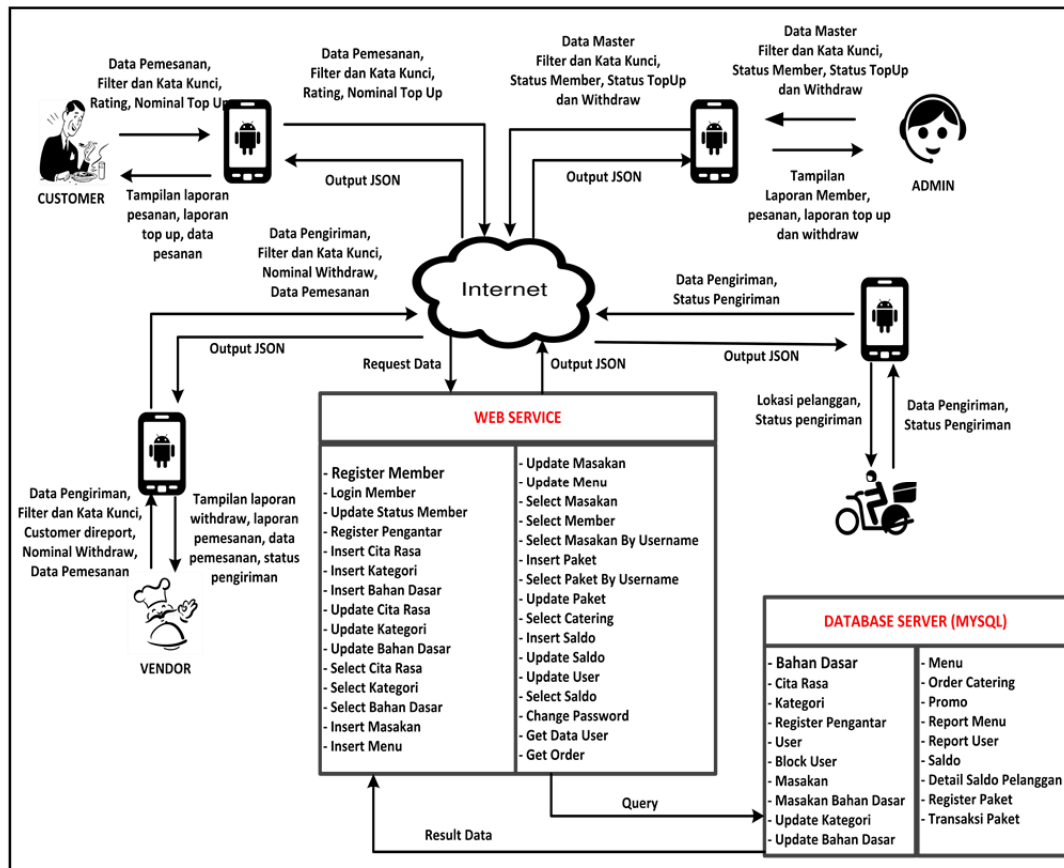 Data Pemesanan,
Filter dan Kata Kunci,
Rating, Nominal Top Up
CUSTOMER
Tampilan laporan
pesanan, laporan
top up, data
pesanan
Data Pemesanan,
Filter dan Kata Kunci,
Rating, Nominal Top Up
Output JSON
Data Master
Filter dan Kata Kunci,
Status Member, Status TopUp
dan Withdraw
Output JSON
Data Master
Filter dan Kata Kunci,
Status Member, Status TopUp
dan Withdraw
ADMIN
Tampilan
Laporan Member,
pesanan, laporan top up
dan withdraw
Data Pengiriman,
Filter dan Kata Kunci,
Nominal Withdraw,
Data Pemesanan
Internet
Data Pengiriman,
Status Pengiriman
Output JSON
Request Data
Output JSON
Output JSON
Lokasi pelanggan,
Status pengiriman
Data Pengiriman,
Status Pengiriman
Data Pengiriman,
Filter dan Kata Kunci,
Customer direport,
Nominal Withdraw,
Data Pemesanan
Tampilan laporan
withdraw, laporan
pemesanan, data
pemesanan, status
pengiriman
VENDOR
WEB SERVICE
- Register Member
- Login Member
- Update Status Member
- Register Pengantar
- Insert Cita Rasa
- Insert Kategori
- Insert Bahan Dasar
- Update Cita Rasa
- Update Kategori
- Update Bahan Dasar
- Select Cita Rasa
- Select Kategori
- Select Bahan Dasar
- Insert Masakan
- Insert Menu
- Update Masakan
- Update Menu
- Select Masakan
- Select Member
- Select Masakan By Username
- Insert Paket
- Select Paket By Username
- Update Paket
- Select Catering
- Insert Saldo
- Update Saldo
- Update User
- Select Saldo
- Change Password
- Get Data User
- Get Order
DATABASE SERVER (MYSQL)
- Bahan Dasar
- Cita Rasa
- Kategori
- Register Pengantar
- User
- Block User
- Masakan
- Masakan Bahan Dasar
- Update Kategori
- Update Bahan Dasar
- Menu
- Order Catering
- Promo
- Report Menu
- Report User
- Saldo
- Detail Saldo Pelanggan
- Register Paket
- Transaksi Paket
Query
Result Data